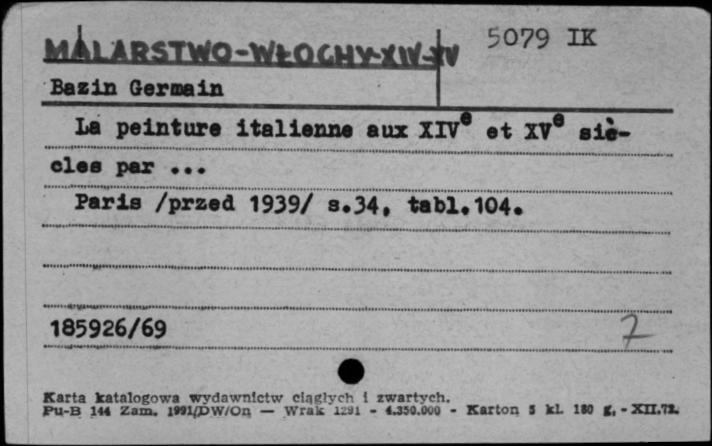 MALARSTWO-WŁOCHY-XIV-XV
5079 IK
Bazin Germain
La peinture italienne aux XIVe et XVe siè-
cles par ...
Paris /przed 1939/ s.34, tabl.104.
185926/69
7
Karta katalogowa wydawnictw ciągłych i zwartych.
Pu-B 144 Zam. 1991/DW/On — Wrak 1291 - 4.350.000 - Karton 5 kl. 180 g. - XII.72.